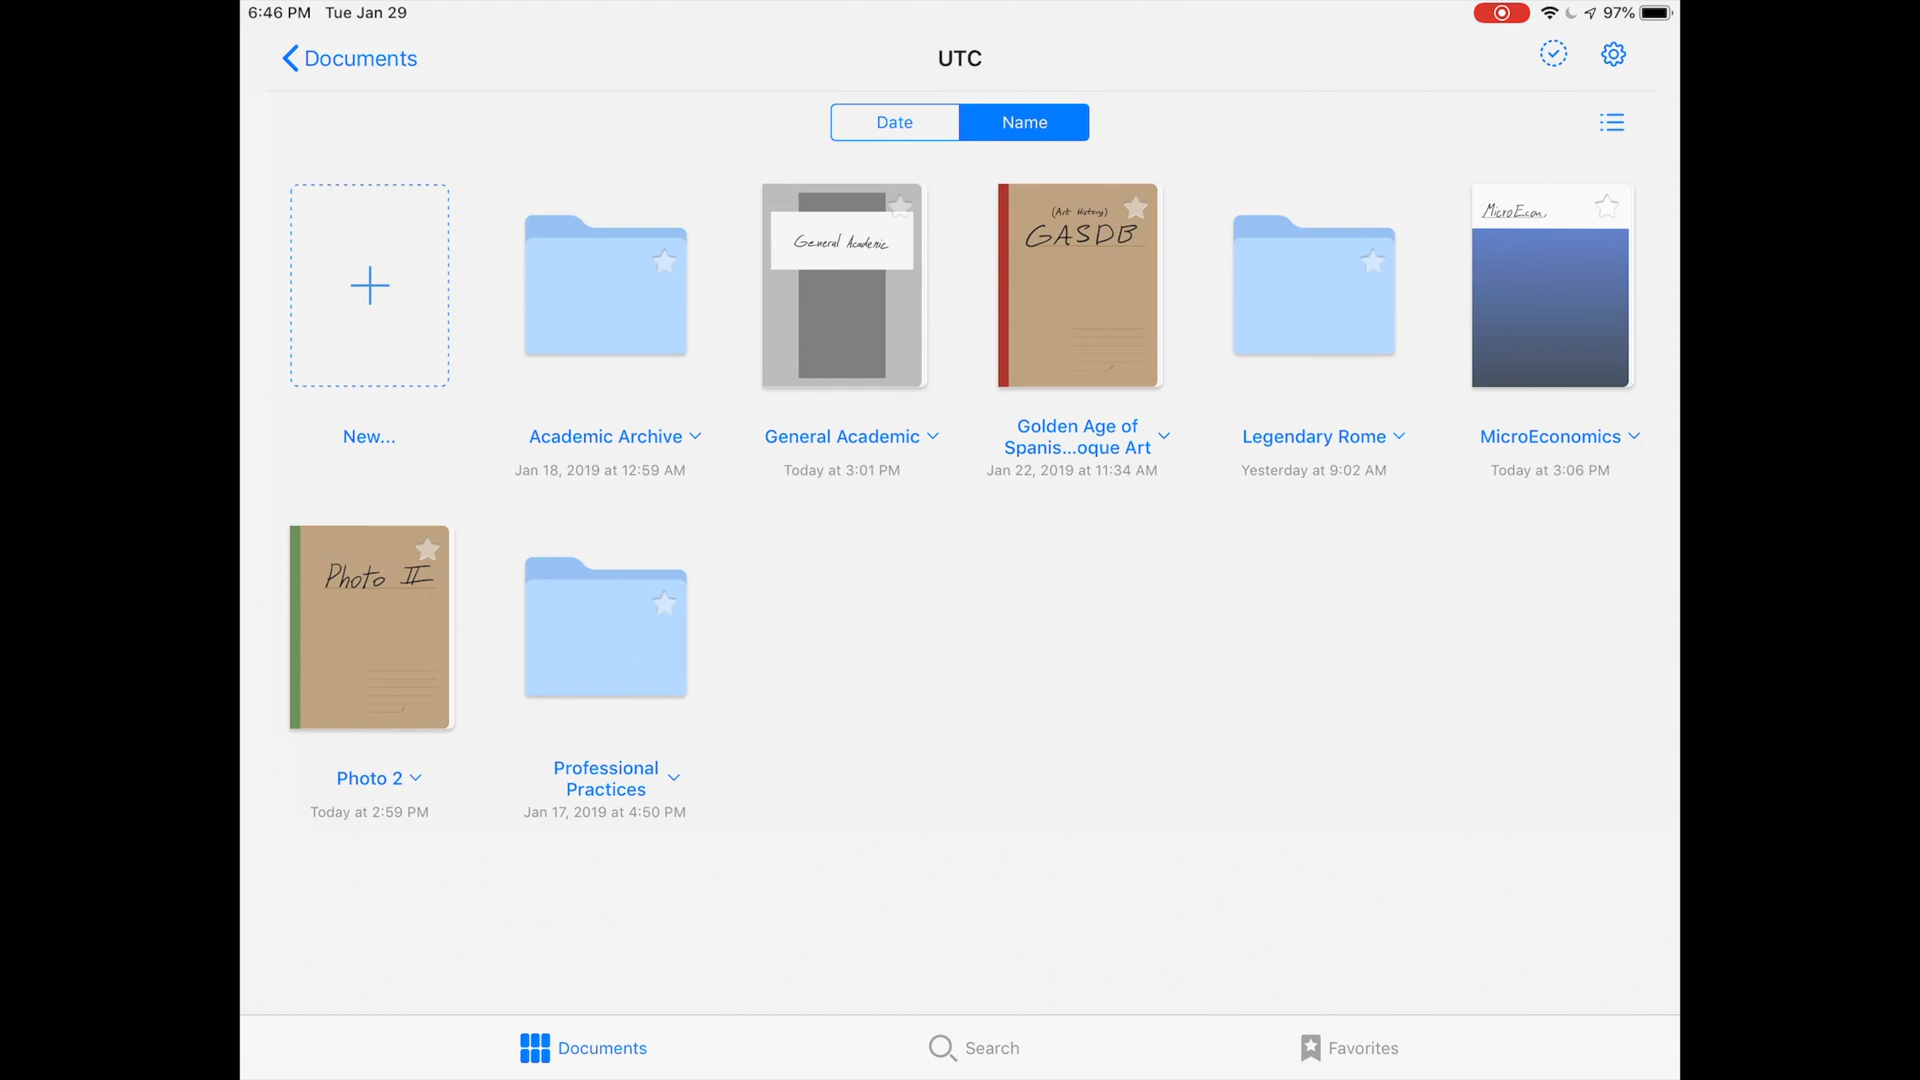 6:46 PM Tue Jan 29
97%
Documents
UTC
Date
Name
General Academic
(Art History)
GASDB
MicroEcon,
New...
Academic Archive
General Academic
Golden Age of
Spanis...oque Art
Legendary Rome
MicroEconomics
Jan 18, 2019 at 12:59 AM
Today at 3:01 PM
Jan 22, 2019 at 11:34 AM
Yesterday at 9:02 AM
Today at 3:06 PM
Photo II
Photo 2
Professional
Practices
Today at 2:59 PM
Jan 17, 2019 at 4:50 PM
Documents
Search
Favorites